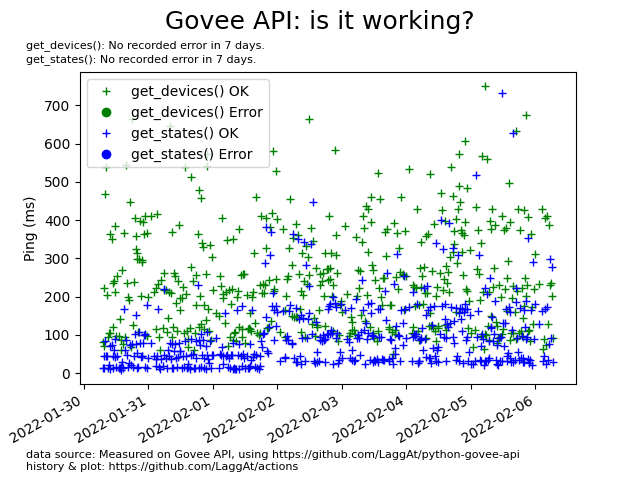 Govee API: is it working?
get_devices(): No recorded error in 7 days.
get_states(): No recorded error in 7 days.
get_devices() OK
get_devices() Error
get_states() OK
get_states() Error
Ping (ms)
700
600
500
400
300
200
100
0
2022-01-30
2022-01-31
2022-02-01
2022-02-02
2022-02-03
2022-02-04
2022-02-05
2022-02-06
data source: Measured on Govee API, using https://github.com/LaggAt/python-govee-api
history & plot: https://github.com/LaggAt/actions